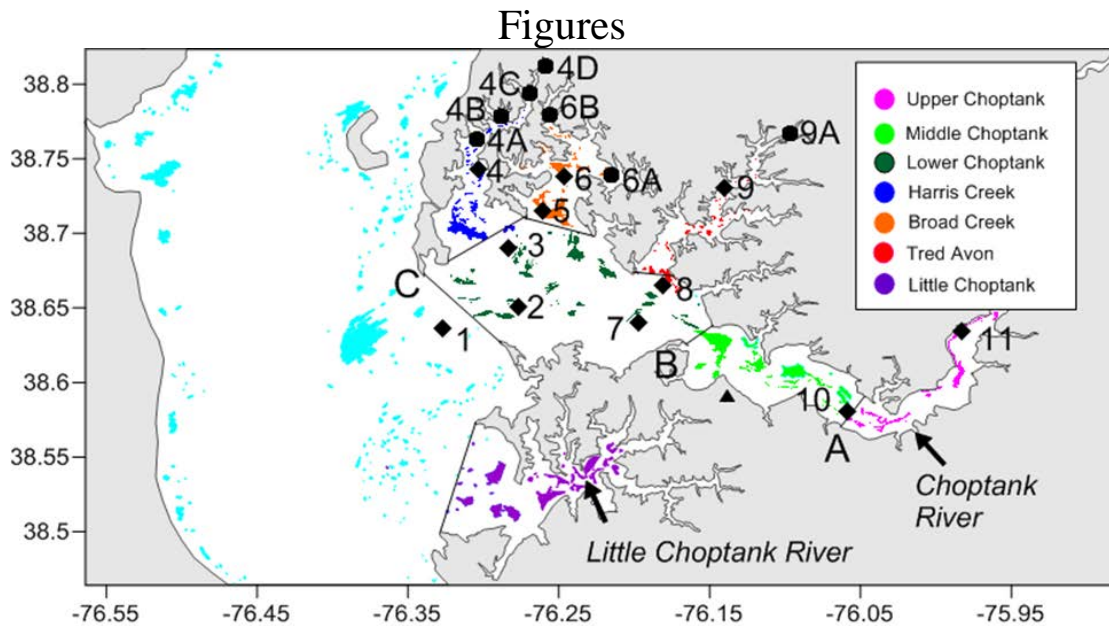 Figures
38.8
38.75
38.7
38.65
38.6
38.55
38.5
4D
4C
4B
6B
4A
9A
4
6
6A
9
5
3
C
8
2
7
1
B
11
10
A
Upper Choptank
Middle Choptank
Lower Choptank
Harris Creek
Broad Creek
Tred Avon
Little Choptank
Choptank
River
Little Choptank River
-76.55
-76.45
-76.35
-76.25
-76.15
-76.05
-75.95